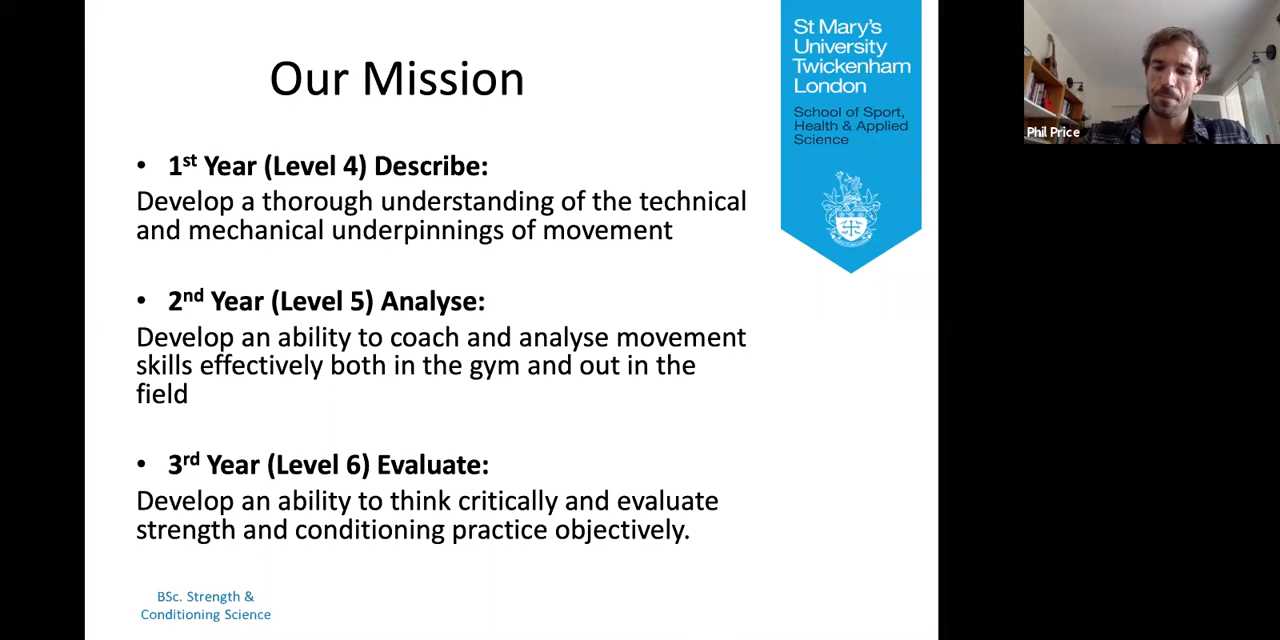 Our Mission
• 1st Year (Level 4) Describe:
Develop a thorough understanding of the technical
and mechanical underpinnings of movement
• 2nd Year (Level 5) Analyse:
Develop an ability to coach and analyse movement
skills effectively both in the gym and out in the
field
• 3rd Year (Level 6) Evaluate:
Develop an ability to think critically and evaluate
strength and conditioning practice objectively.
BSc. Strength &
Conditioning Science
St Mary's
University
Twickenham
London
School of Sport,
Health & Applied
Science
Phil Price